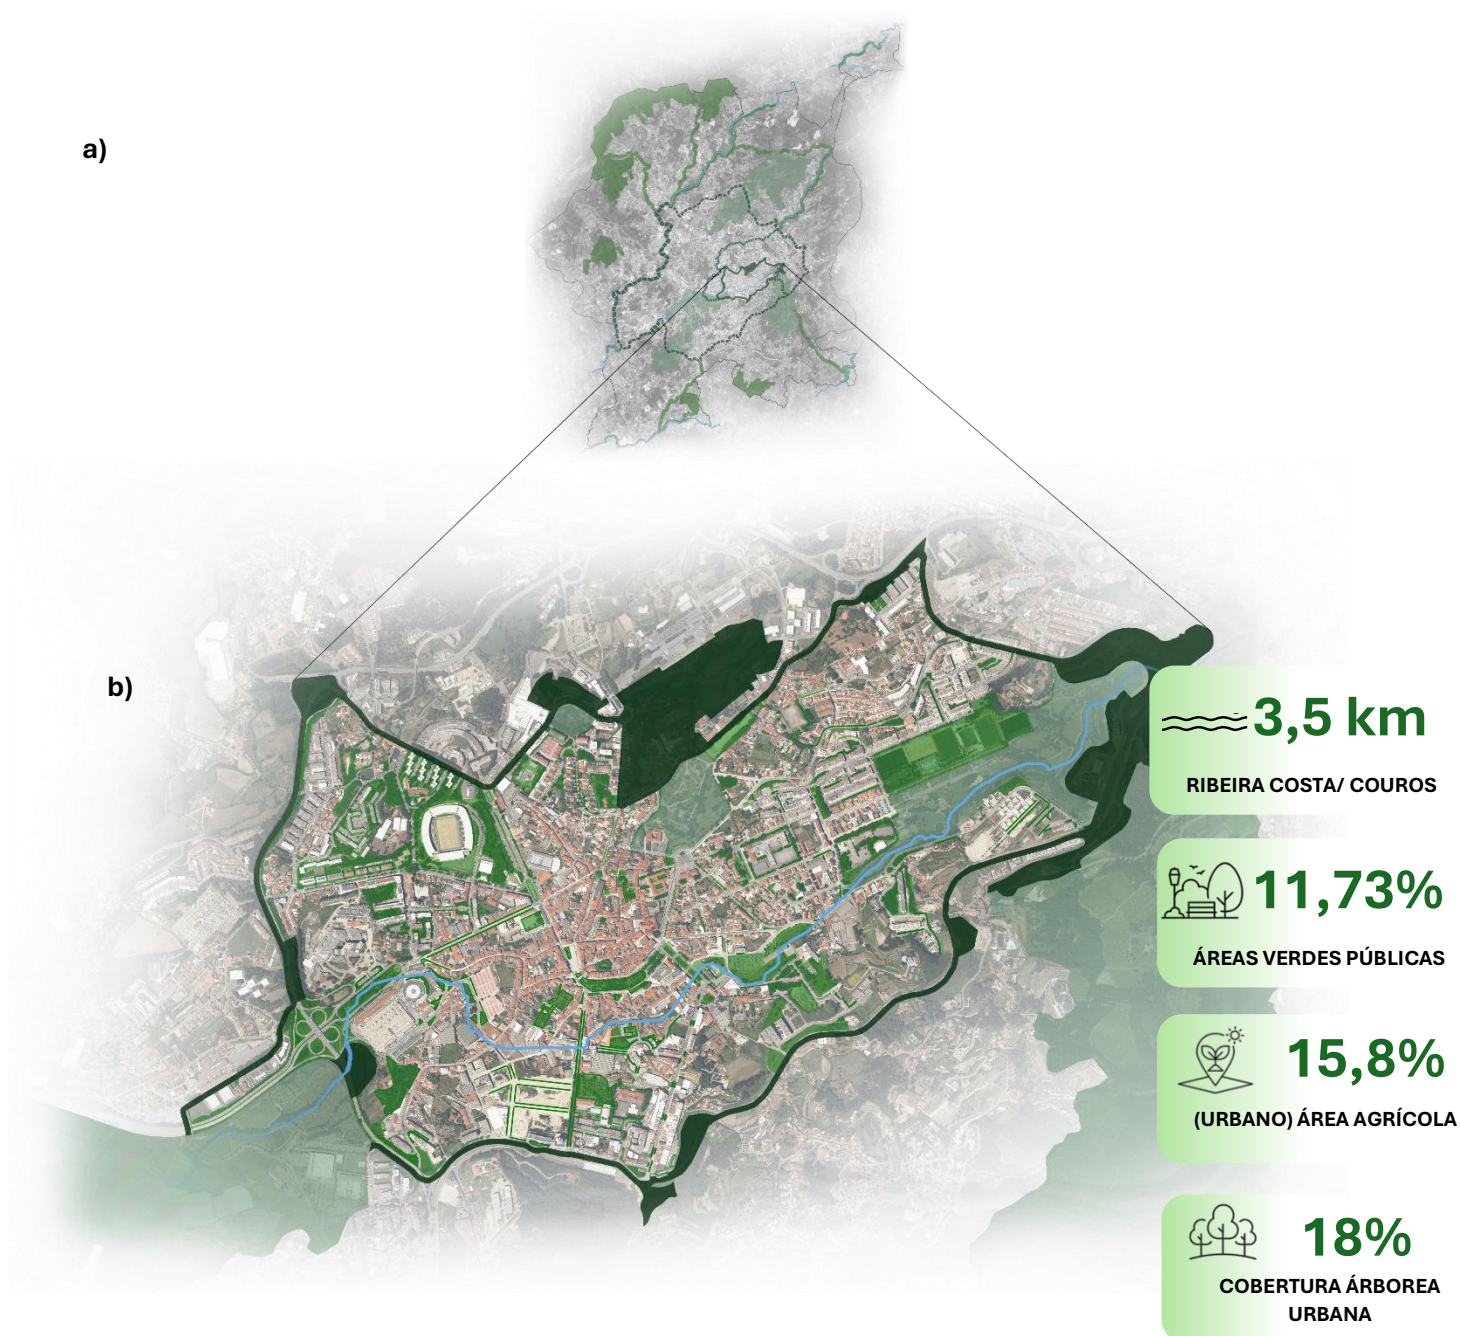 a)
b)
3,5 km
RIBEIRA COSTA/ COUROS
11,73%
ÁREAS VERDES PÚBLICAS
15,8%
(URBANO) ÁREA AGRÍCOLA
18%
COBERTURA ÁRBOREA
URBANA